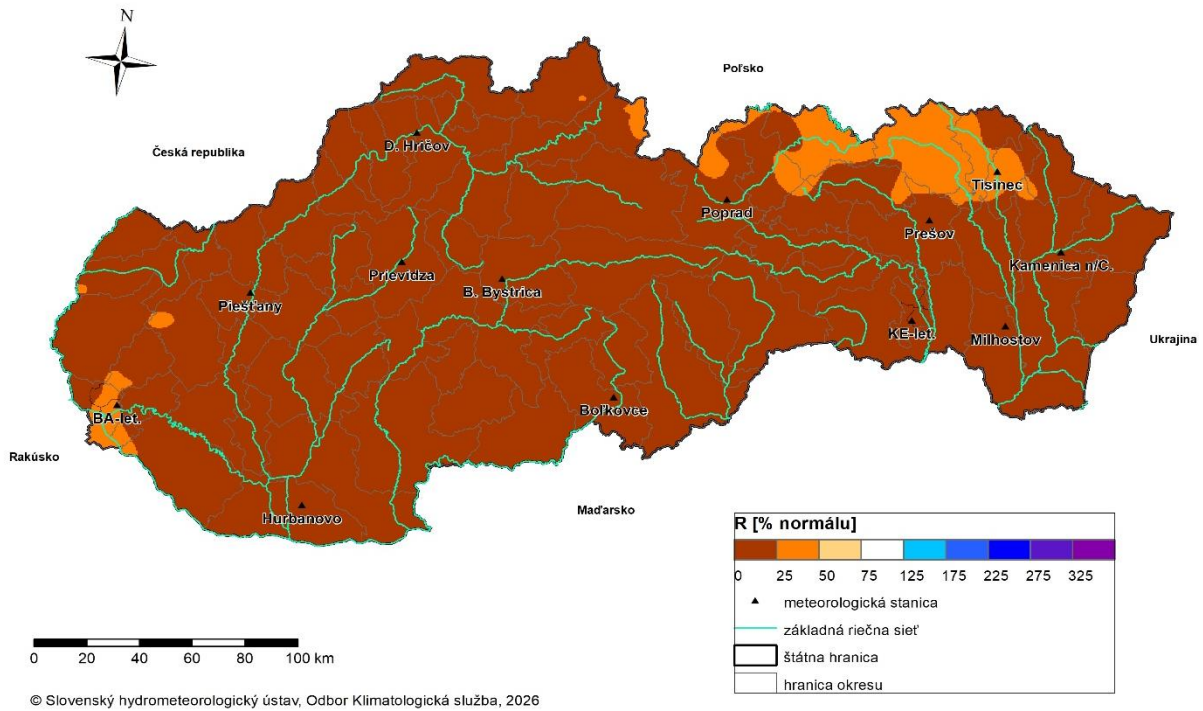 N
Poľsko
Česká republika
D. Hričov
Tisinec
Poprad
Prešov
Prievidza
Kamenica n/C.
B. Bystrica
Piešťany
KE-let.
Milhostov
Ukrajina
Boľkovce
BA-let.
Rakúsko
Hurbanovo
Maďarsko
R [% normálu]
0 25 50 75 125 175 225 275 325
meteorologická stanica
základná riečna sieť
štátna hranica
hranica okresu
0 20 40 60 80 100 km
© Slovenský hydrometeorologický ústav, Odbor Klimatologická služba, 2026